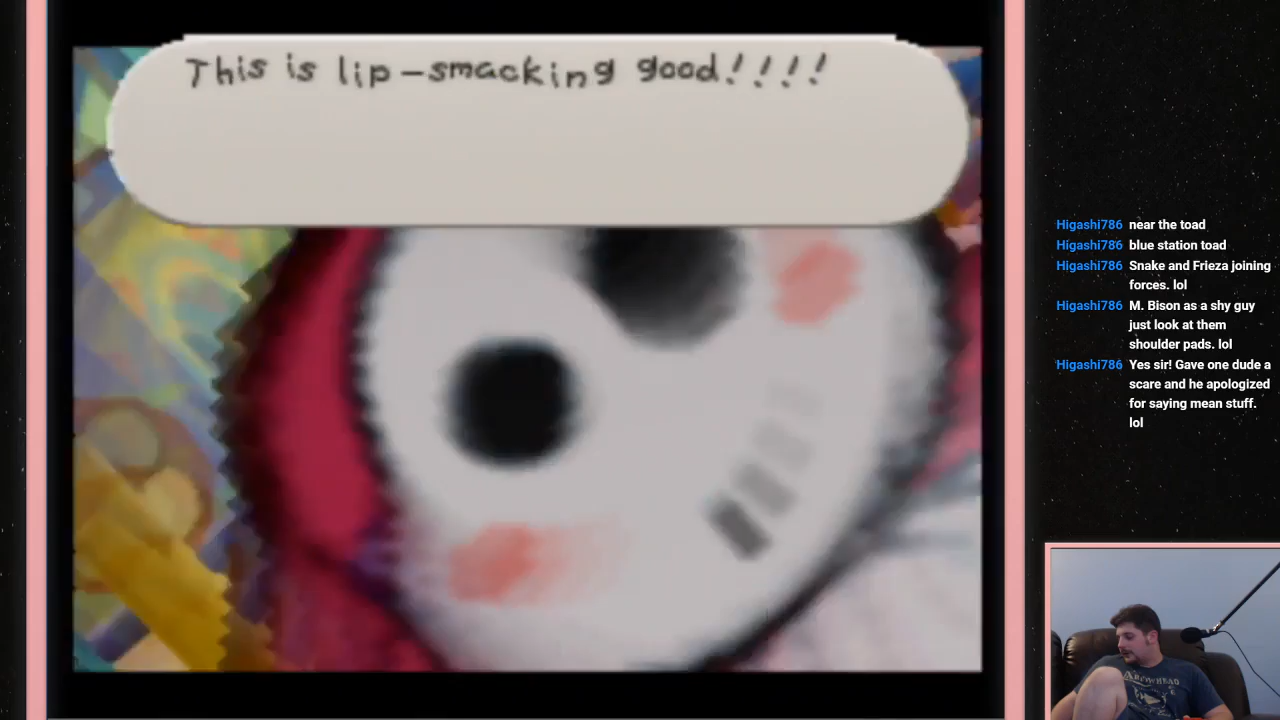 This is lip-smacking good!!!!
Higashi786 near the toad
Higashi786 blue station toad
Higashi786 Snake and Frieza joining
forces. lol
Higashi786 M. Bison as a shy guy
just look at them
shoulder pads. lol
Higashi786 Yes sir! Gave one dude a
scare and he apologized
for saying mean stuff.
lol
ARROWHEAD